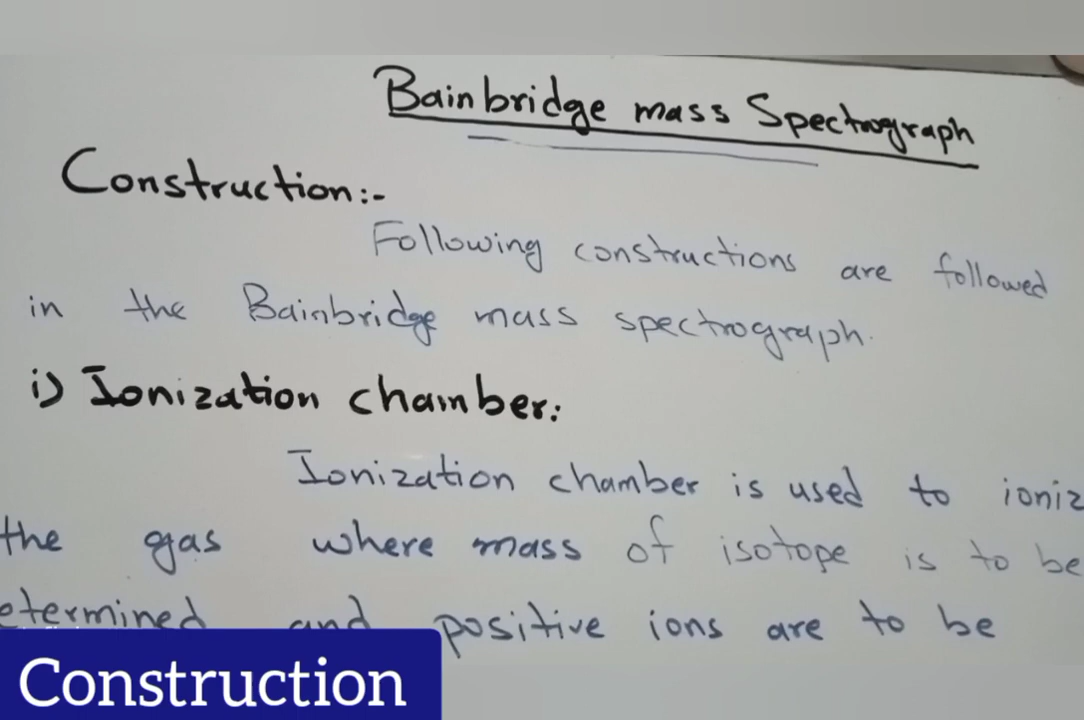 Bainbridge mass Spectrograph
Construction:-
Following constructions are followed
in the Bainbridge mass spectrograph.
i) Ionization chamber:
Ionization chamber is used to ioniz
the gas where mass of isotope is to be
etermined and positive ions are to be
Construction